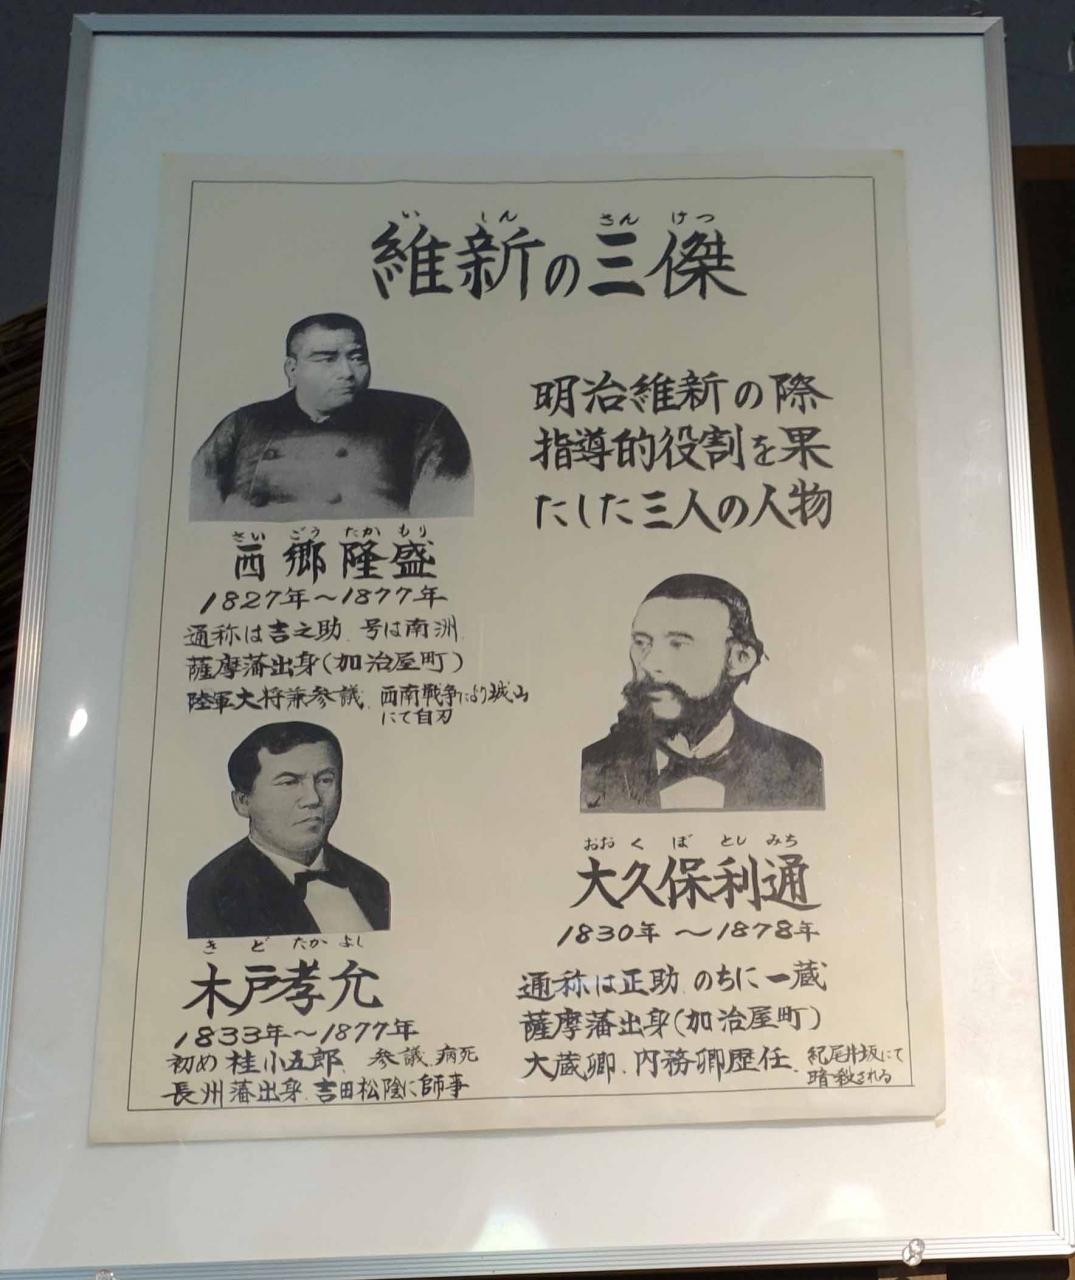 いしん さんけつ
維新の三傑
明治維新の際
指導的役割を果
たした三人の人物
さい ごう たか もり
西郷隆盛
1827年～1877年
通称は吉之助、号は南洲
薩摩藩出身(加治屋町)
陸軍大将兼参議、西南戦争により城山
にて自刃
き ど たか よし
木戸孝允
1833年～1877年
初め桂小五郎、参議、病死
長州藩出身、吉田松陰に師事
おお く ぼ とし みち
大久保利通
1830年～1878年
通称は正助、のちに一蔵
薩摩藩出身(加治屋町)
大蔵卿、内務卿歴任、紀尾井坂にて
暗殺される